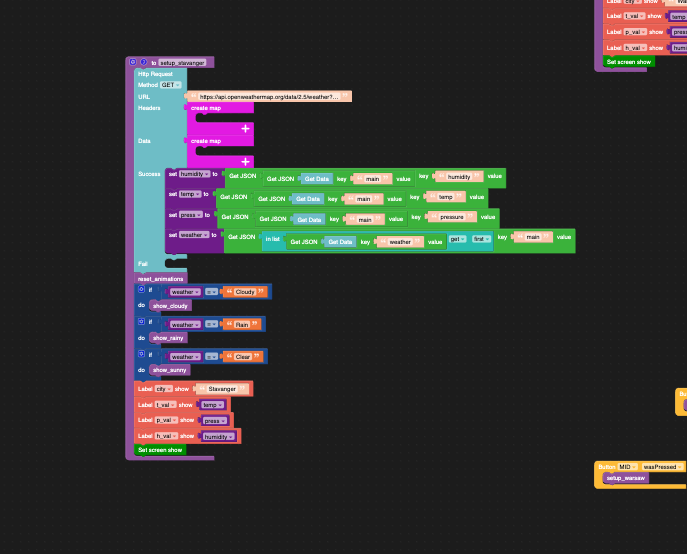 Label city show
Label t_val show temp
Label p_val show
Label h_val show
Set screen show
to setup_stavanger
Http Request
Method GET
URL https://api.openweathermap.org/data/2.5/weather?...
Headers create map
+
Data create map
+
Success set humidity to Get JSON Get JSON Get Data key main value key humidity value
set temp to Get JSON Get JSON Get Data key main value key temp value
set press to Get JSON Get JSON Get Data key main value key pressure value
set weather to Get JSON in list Get JSON Get Data key weather value get first key main value
Fail
reset_animations
if weather = Cloudy
do show_cloudy
if weather = Rain
do show_rainy
if weather = Clear
do show_sunny
Label city show Stavanger
Label t_val show temp
Label p_val show press
Label h_val show humidity
Set screen show
Button MID wasPressed
setup_warsaw